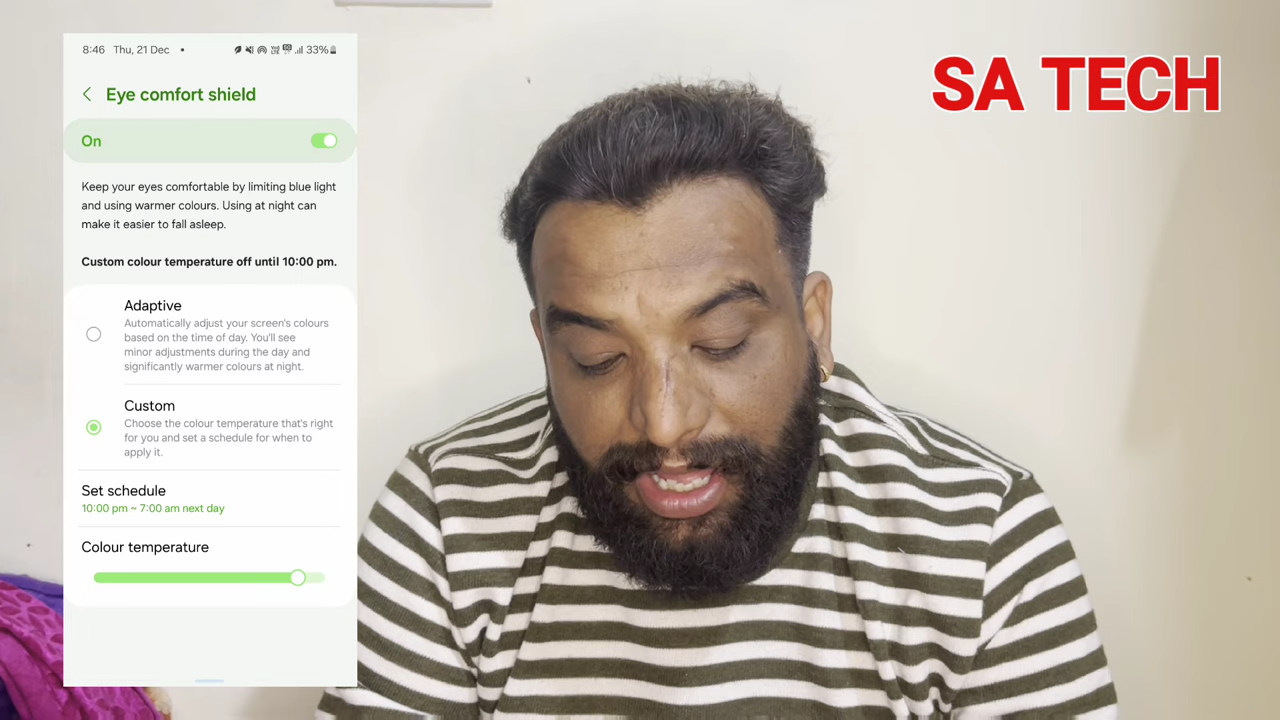 8:46 Thu, 21 Dec
33%
Eye comfort shield
On
Keep your eyes comfortable by limiting blue light
and using warmer colours. Using at night can
make it easier to fall asleep.
Custom colour temperature off until 10:00 pm.
Adaptive
Automatically adjust your screen's colours
based on the time of day. You'll see
minor adjustments during the day and
significantly warmer colours at night.
Custom
Choose the colour temperature that's right
for you and set a schedule for when to
apply it.
Set schedule
10:00 pm ~ 7:00 am next day
Colour temperature
SA TECH